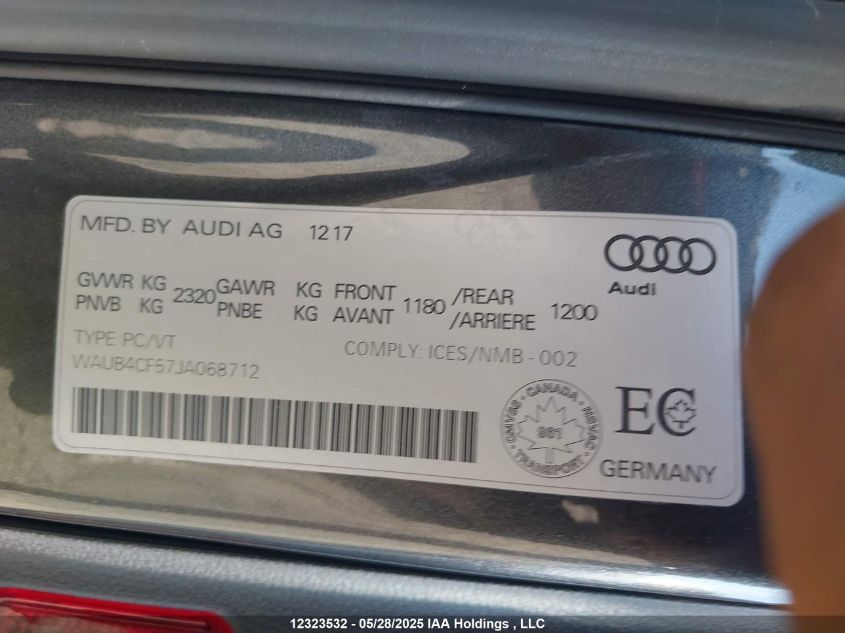 MFD. BY AUDI AG 12 17
Audi
GVWR KG 2320 GAWR KG FRONT 1180 /REAR 1200
PNVB KG PNBE KG AVANT /ARRIERE
TYPE: PC/VT COMPLY: ICES/NMB - 002
WAUB4CF57JA068712
CANADA
TRANSPORT
EC
GERMANY
12323532 - 05/28/2025 IAA Holdings , LLC